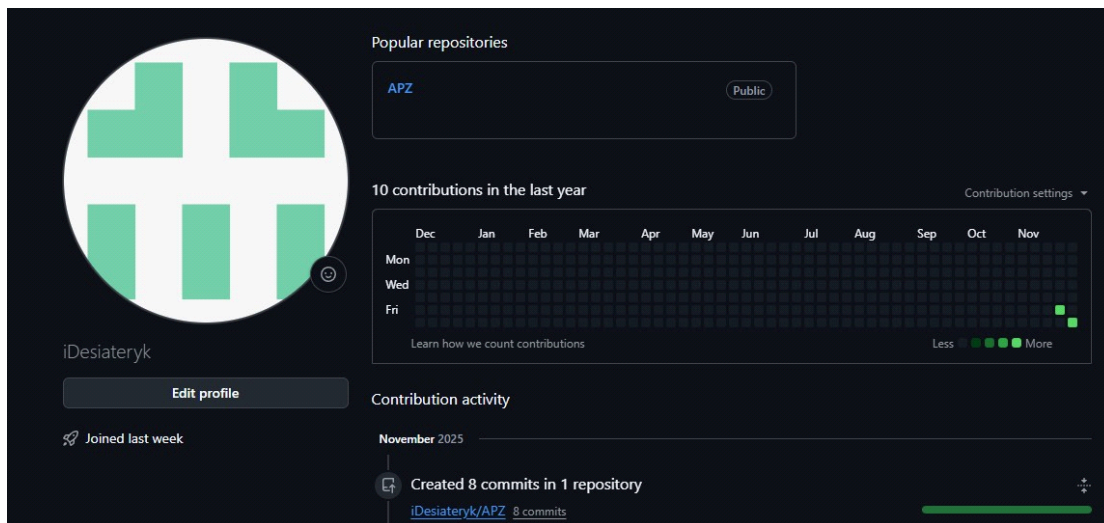 Popular repositories
APZ
Public
10 contributions in the last year
Contribution settings
Dec Jan Feb Mar Apr May Jun Jul Aug Sep Oct Nov
Mon
Wed
Fri
Learn how we count contributions
Less More
iDesiateryk
Edit profile
Joined last week
Contribution activity
November 2025
Created 8 commits in 1 repository
iDesiateryk/APZ 8 commits